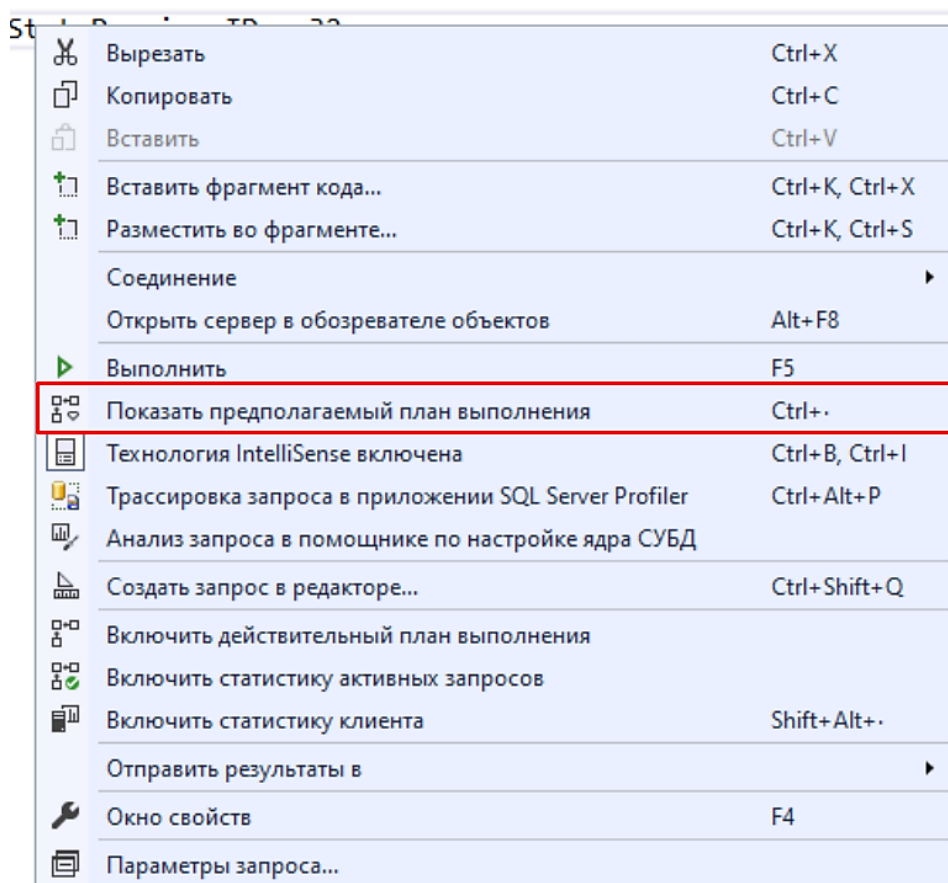 Вырезать Ctrl+X
Копировать Ctrl+C
Вставить Ctrl+V
Вставить фрагмент кода... Ctrl+K, Ctrl+X
Разместить во фрагменте... Ctrl+K, Ctrl+S
Соединение
Открыть сервер в обозревателе объектов Alt+F8
Выполнить F5
Показать предполагаемый план выполнения Ctrl+·
Технология IntelliSense включена Ctrl+B, Ctrl+I
Трассировка запроса в приложении SQL Server Profiler Ctrl+Alt+P
Анализ запроса в помощнике по настройке ядра СУБД
Создать запрос в редакторе... Ctrl+Shift+Q
Включить действительный план выполнения
Включить статистику активных запросов
Включить статистику клиента Shift+Alt+·
Отправить результаты в
Окно свойств F4
Параметры запроса...